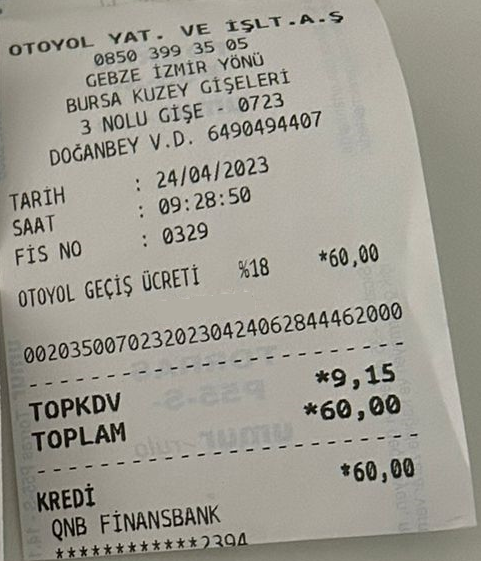 OTOYOL YAT. VE İŞLT.A.Ş
0850 399 35 05
GEBZE İZMİR YÖNÜ
BURSA KUZEY GİŞELERİ
3 NOLU GİŞE - 0723
DOĞANBEY V.D. 6490494407
TARİH : 24/04/2023
SAAT : 09:28:50
FİS NO : 0329
OTOYOL GEÇİŞ ÜCRETİ %18 *60,00
00203500702320230424062844462000
TOPKDV *9,15
TOPLAM *60,00
KREDİ *60,00
QNB FİNANSBANK
************2394